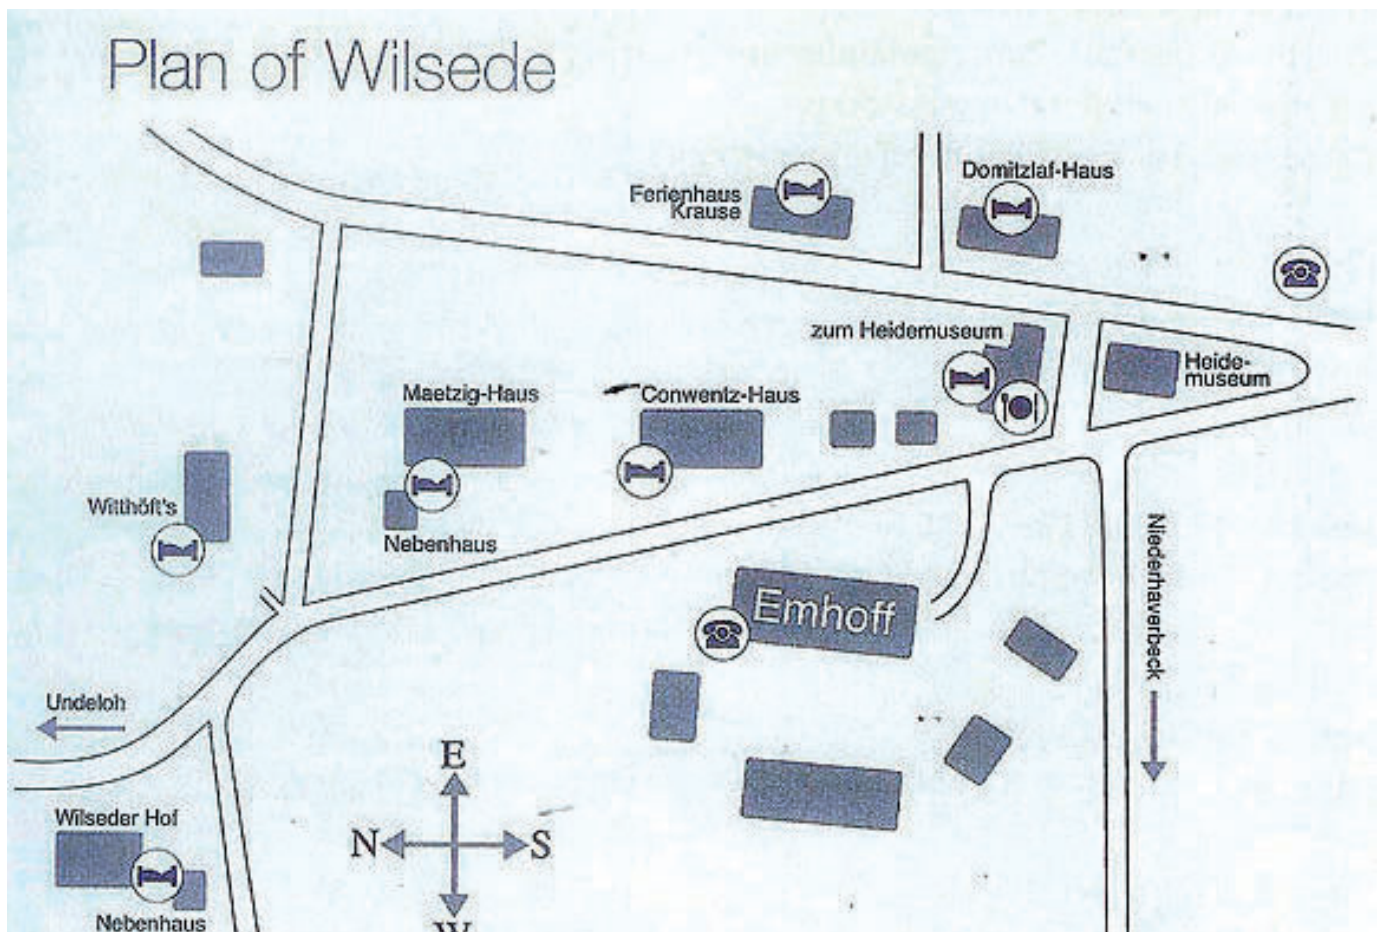 Plan of Wilsede
Domitzlaf-Haus
Ferienhaus
Krause
zum Heidemuseum
Heide-
museum
Maetzig-Haus
Conwentz-Haus
Witthöft's
Nebenhaus
Niederhaverbeck
Emhoff
Undeloh
E
N
S
W
Wilseder Hof
Nebenhaus